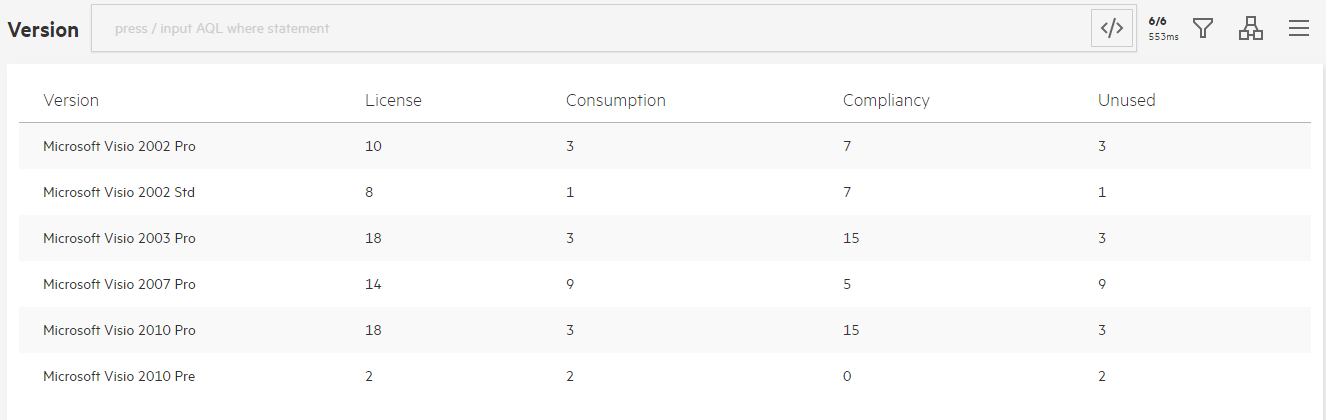 Version press / input AQL where statement </> 6/6
553ms
Version License Consumption Compliancy Unused
Microsoft Visio 2002 Pro 10 3 7 3
Microsoft Visio 2002 Std 8 1 7 1
Microsoft Visio 2003 Pro 18 3 15 3
Microsoft Visio 2007 Pro 14 9 5 9
Microsoft Visio 2010 Pro 18 3 15 3
Microsoft Visio 2010 Pre 2 2 0 2